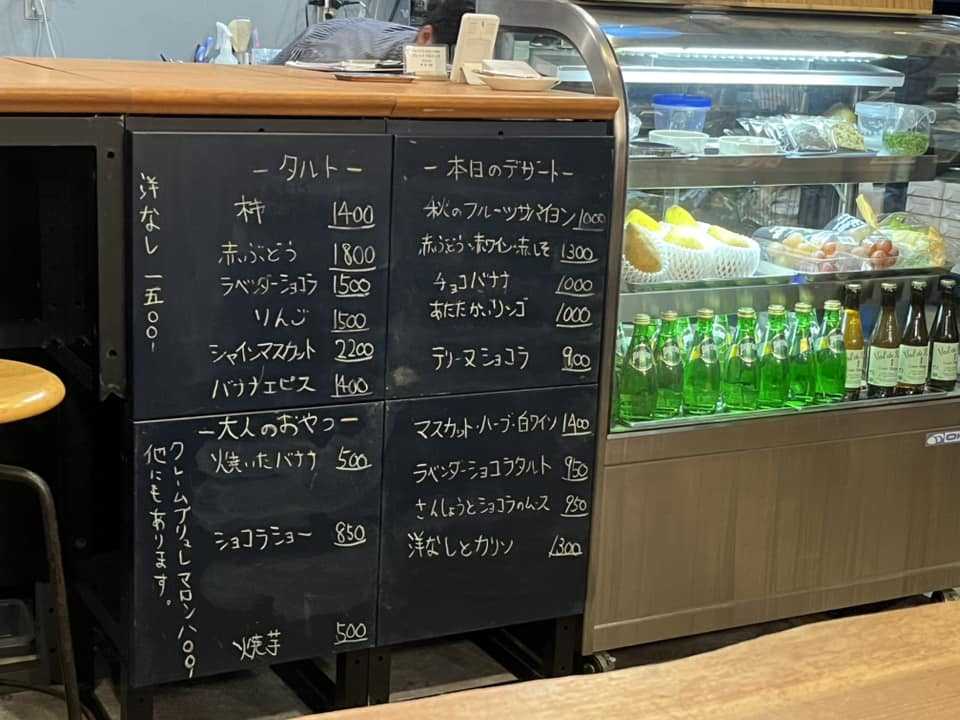 ータルトー
洋なし 一五〇〇ー
柿 1400
赤ぶどう 1800
ラベンダーショコラ 1500
りんご 1500
シャインマスカット 2200
バナナエピス 1400
ー大人のおやつー
焼いたバナナ 500
ショコラショー 850
焼芋 500
クレームブリュレマロン 八〇〇ー
他にもあります。
ー本日のデザートー
秋のフルーツサバイヨン 1000
赤ぶどう・赤ワイン・赤しそ 1300
チョコバナナ 1000
あたたかいリンゴ 1000
テリーヌショコラ 900
マスカット・ハーブ・白ワイン 1400
ラベンダーショコラタルト 950
さんしょうとショコラのムース 950
洋なしとカリン 1300